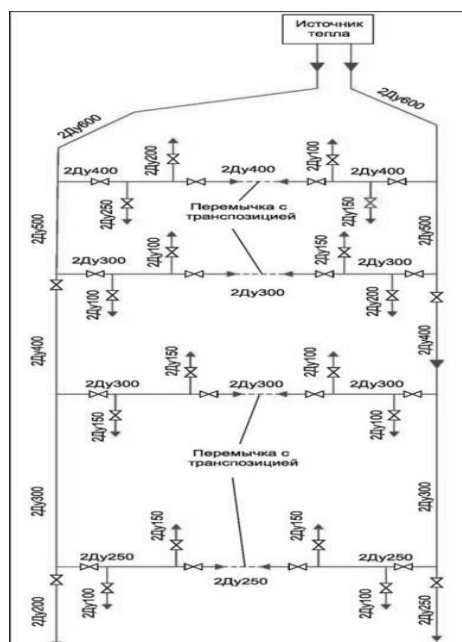 Источник
тепла
2Ду600
2Ду600
2Ду200
2Ду100
2Ду400
2Ду400
2Ду400
2Ду250
2Ду150
2Ду500
Перемычка с
транспозицией
2Ду500
2Ду100
2Ду150
2Ду300
2Ду300
2Ду300
2Ду100
2Ду200
2Ду400
2Ду400
2Ду150
2Ду100
2Ду300
2Ду300
2Ду300
2Ду150
2Ду100
Перемычка с
транспозицией
2Ду300
2Ду300
2Ду150
2Ду150
2Ду250
2Ду250
2Ду250
2Ду100
2Ду100
2Ду200
2Ду250